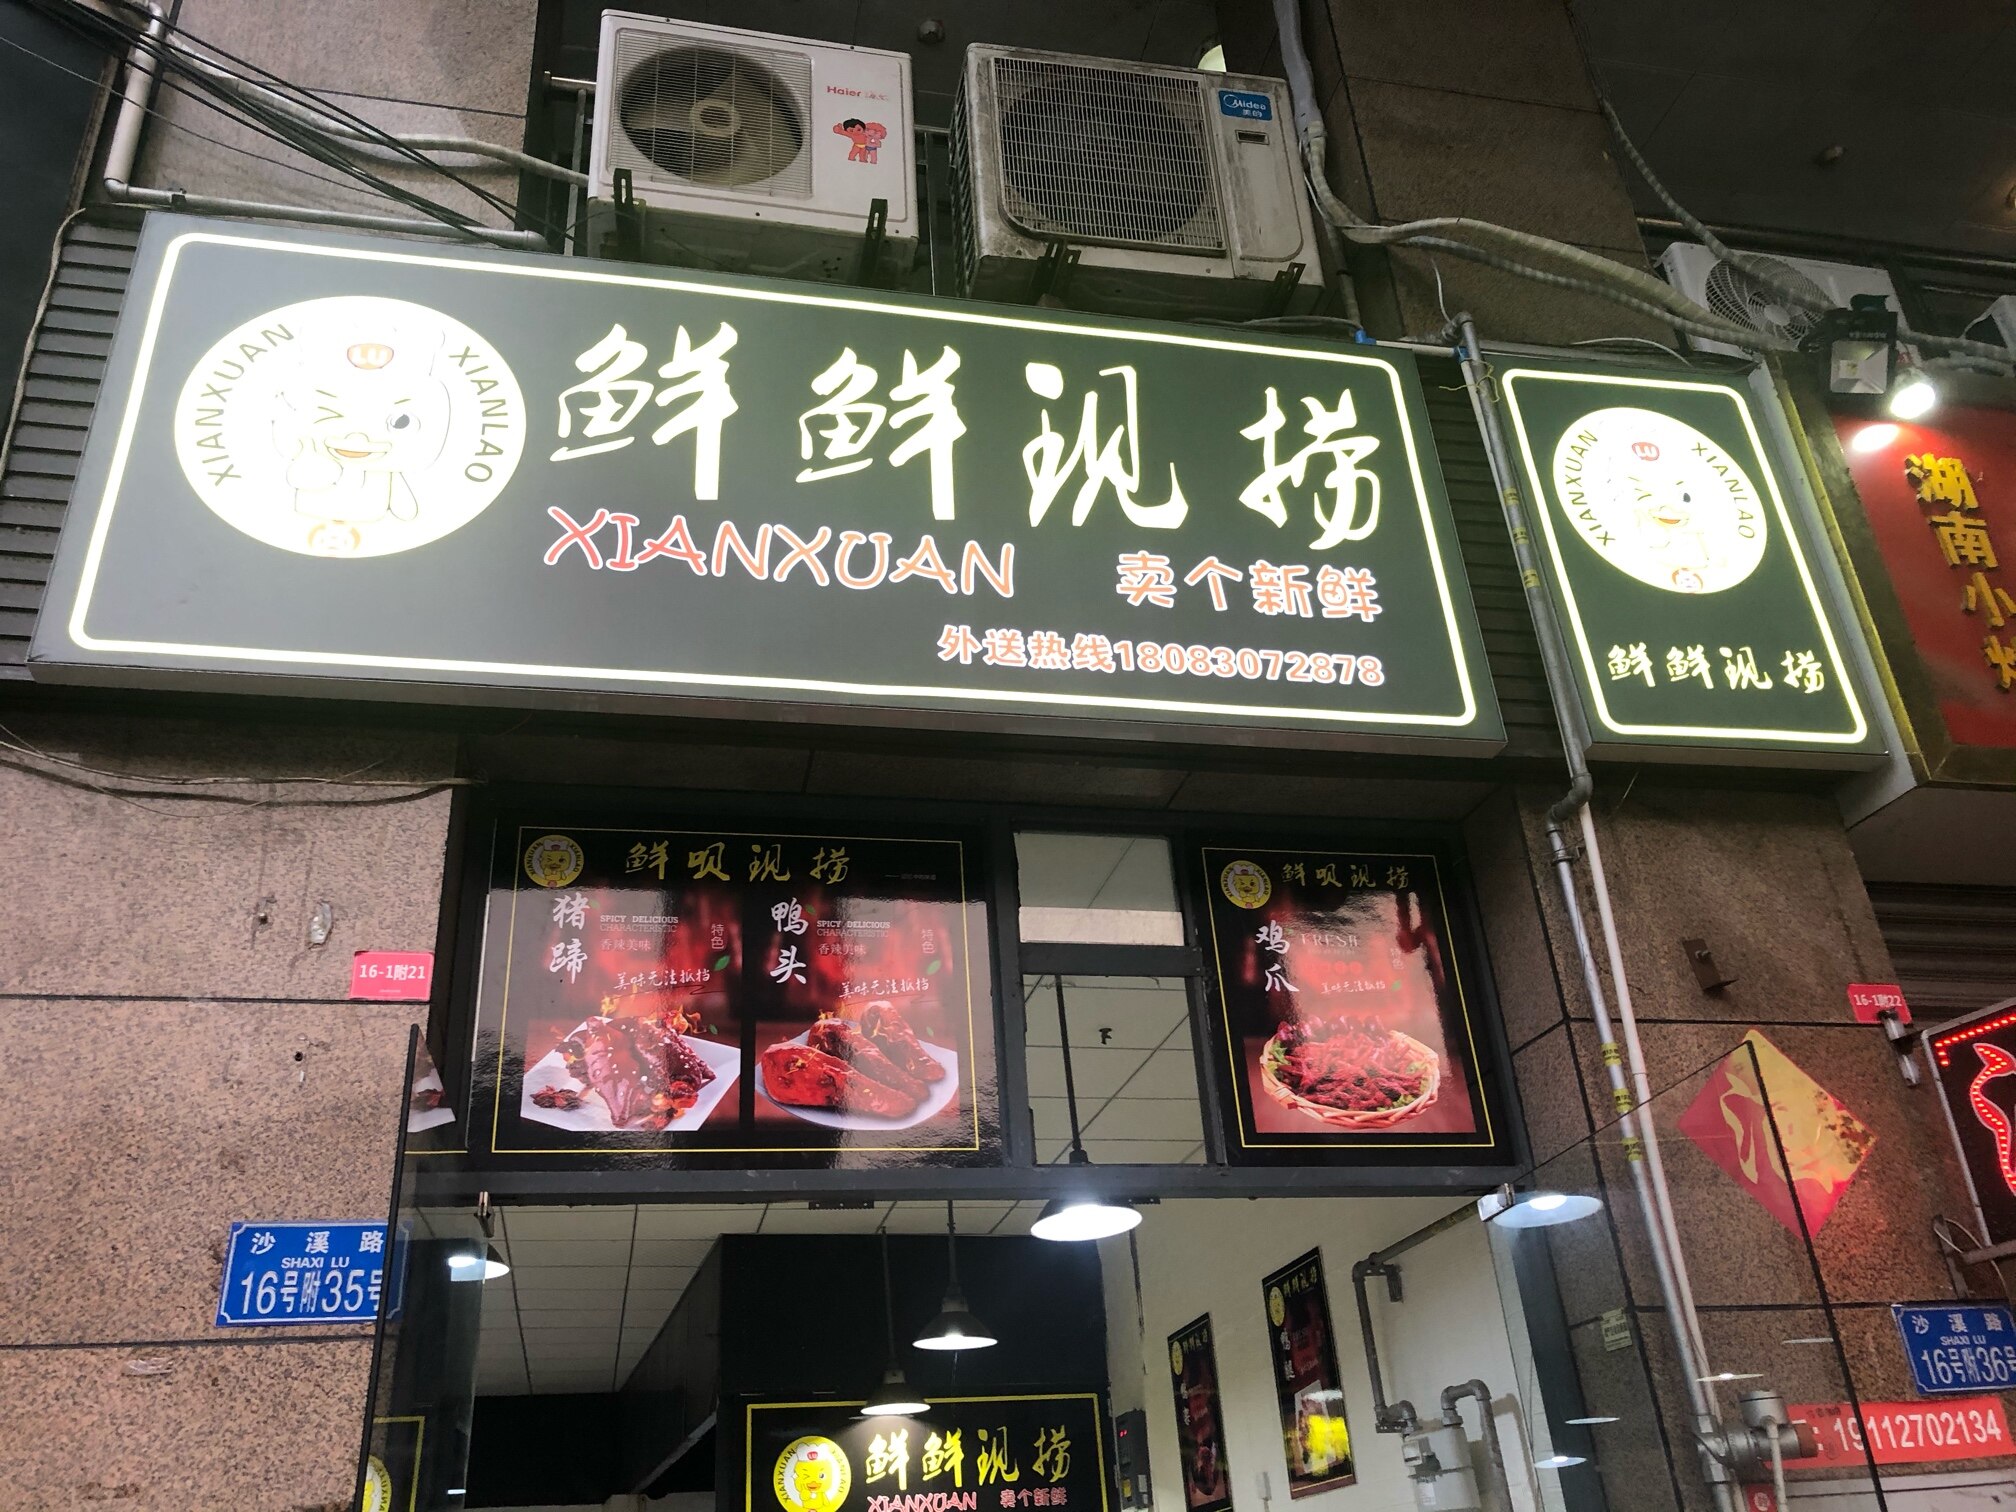 Haier
Midea
美的
XIANXUAN XIANLAO
LU
鲜鲜现捞
XIANXUAN 卖个新鲜
外送热线18083072878
XIANXUAN XIANLAO
LU
鲜鲜现捞
湖南小
鲜呗现捞
猪蹄
SPICY DELICIOUS
CHARACTERISTIC
香辣美味
特色
美味无法抵挡
鸭头
SPICY DELICIOUS
CHARACTERISTIC
香辣美味
特色
美味无法抵挡
鲜呗现捞
鸡爪
FRESH
特色
美味无法抵挡
16-1附21
16-1附22
沙溪路
SHAXI LU
16号附35号
沙溪路
SHAXI LU
16号附36号
19112702134
鲜鲜现捞
XIANXUAN 卖个新鲜